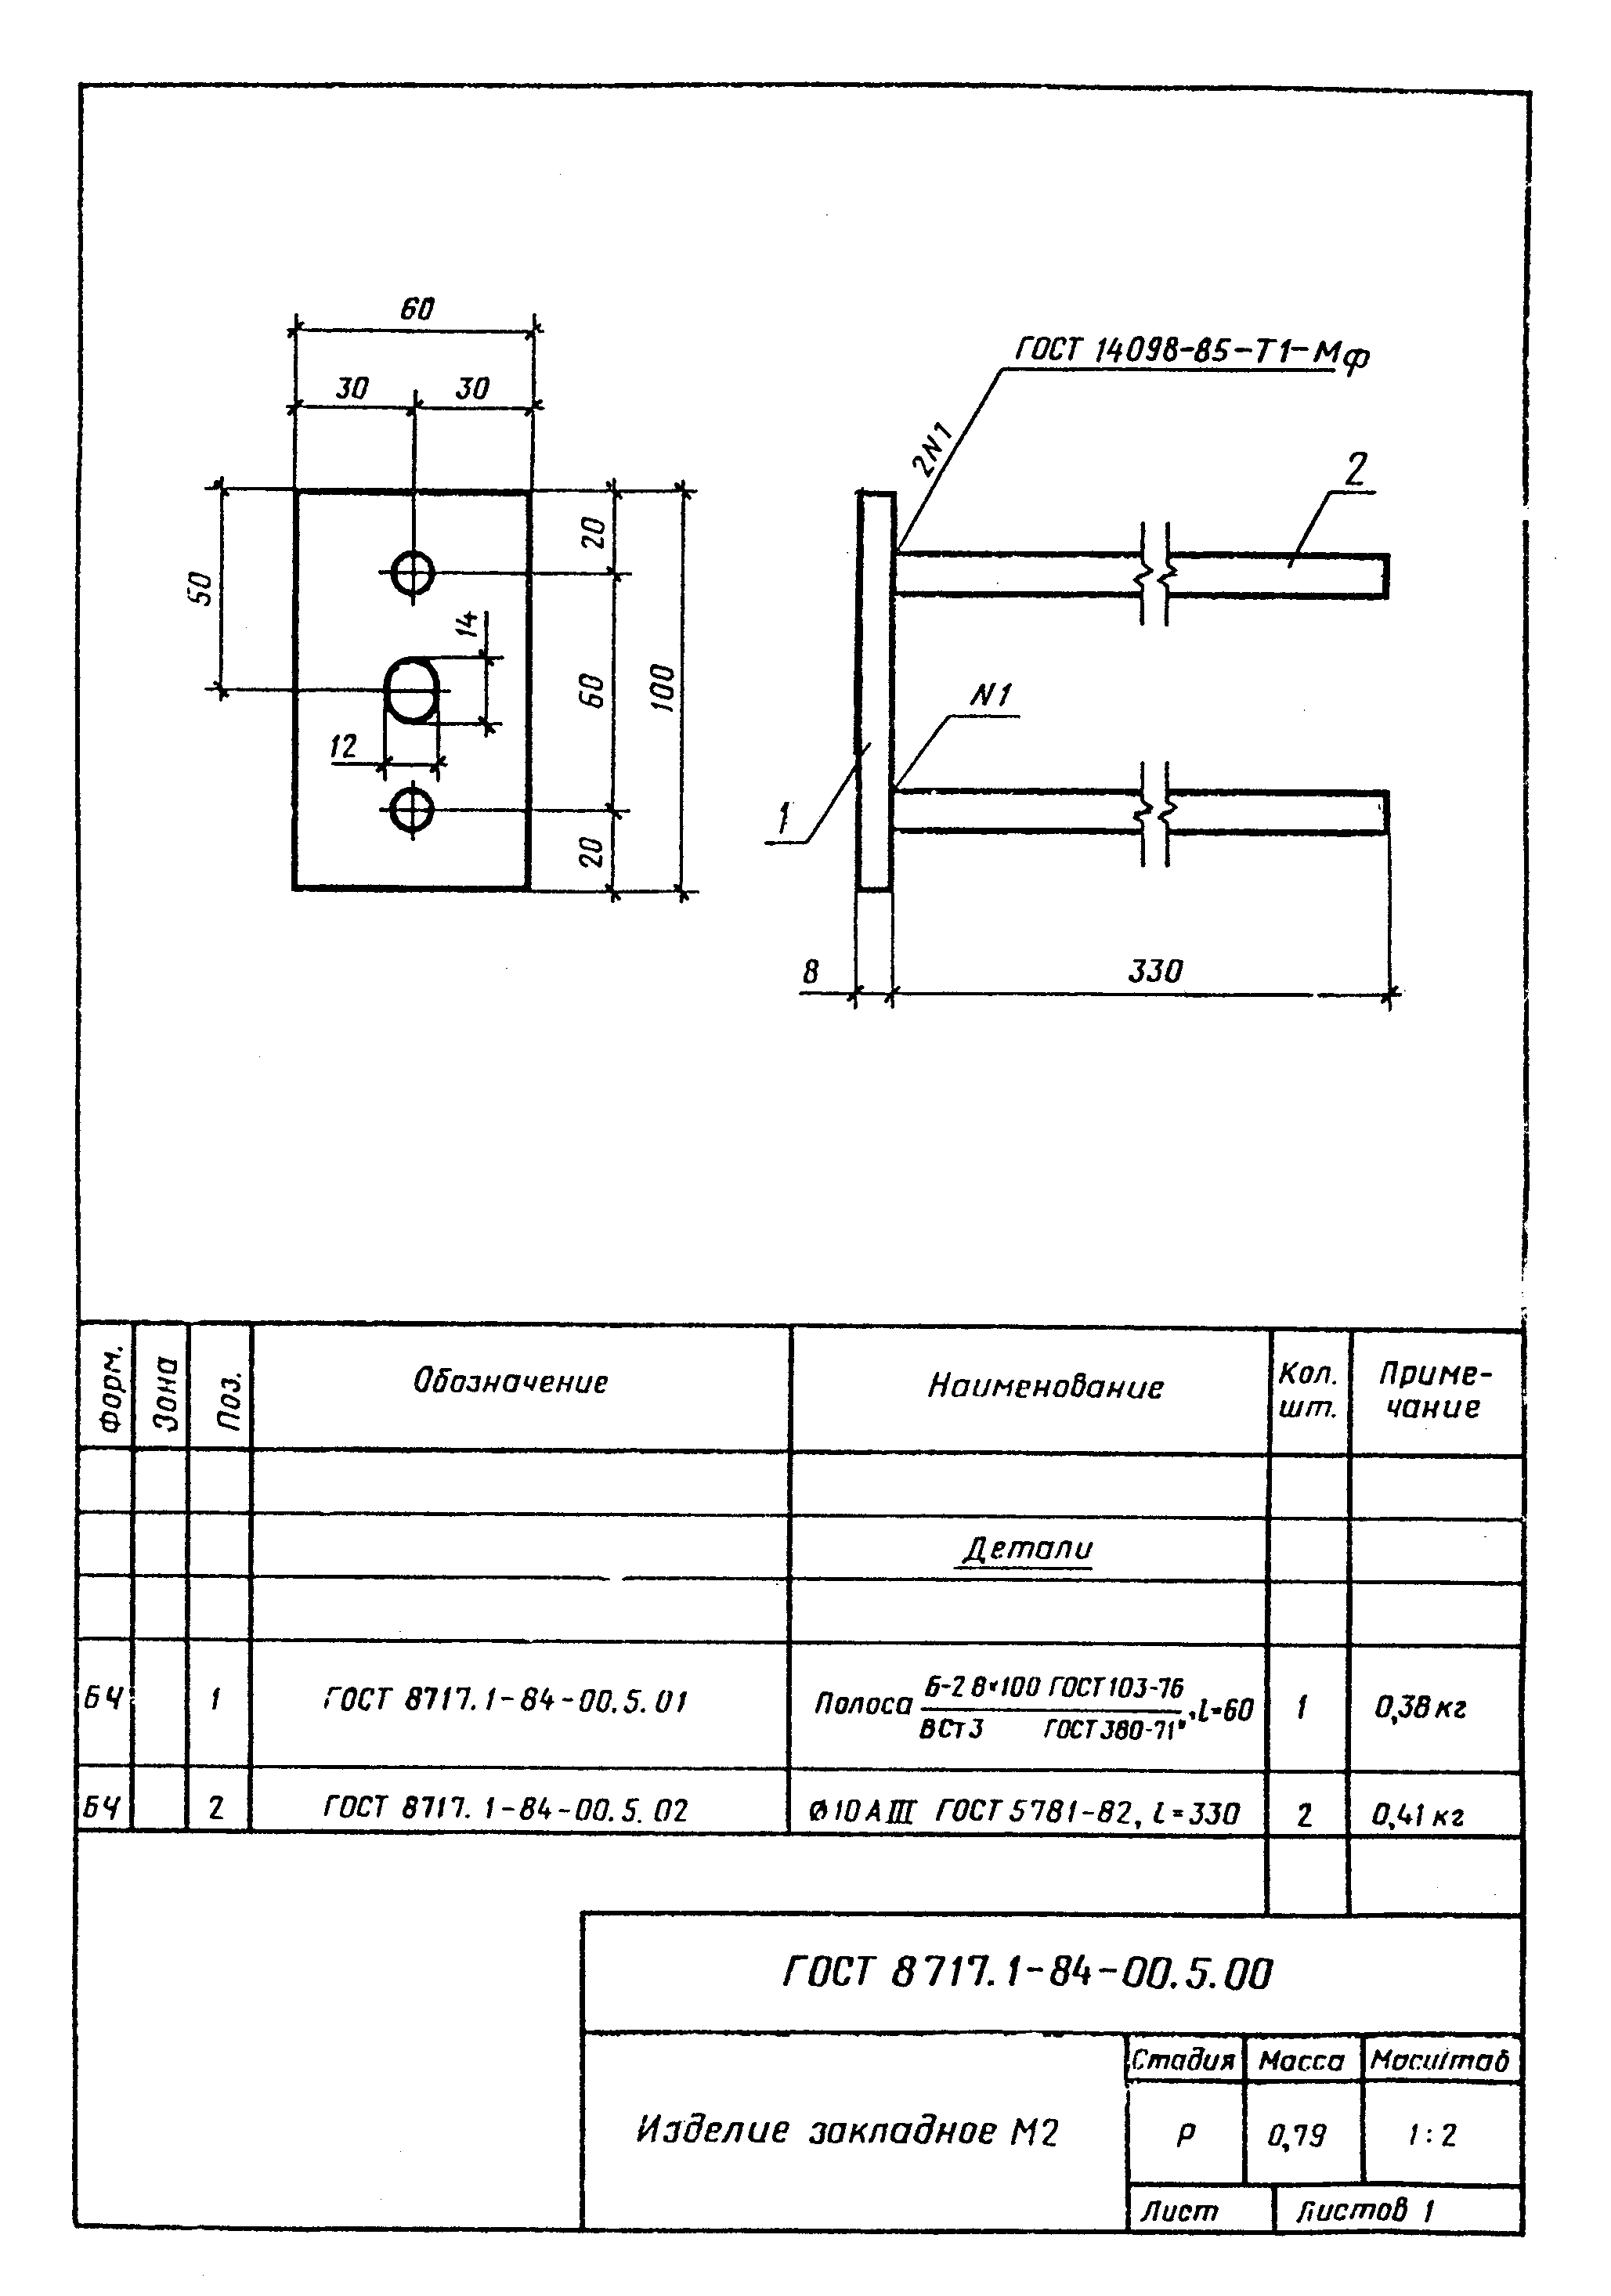 60
30 30
50
20
14
60
100
12
20
ГОСТ 14098-85-Т1-Мф
2N1
2
N1
1
8
330
Форм.
Зона
Поз.
Обозначение
Наименование
Кол.
шт.
Приме-
чание
Детали
БЧ 1 ГОСТ 8717.1-84-00.5.01 Полоса Б-2 8×100 ГОСТ 103-76
ВСт3 ГОСТ 380-71*, l=60 1 0,38 кг
БЧ 2 ГОСТ 8717.1-84-00.5.02 ⌀10 АIII ГОСТ 5781-82, l=330 2 0,41 кг
ГОСТ 8717.1-84-00.5.00
Изделие закладное М2
Стадия Масса Масштаб
Р 0,79 1:2
Лист Листов 1